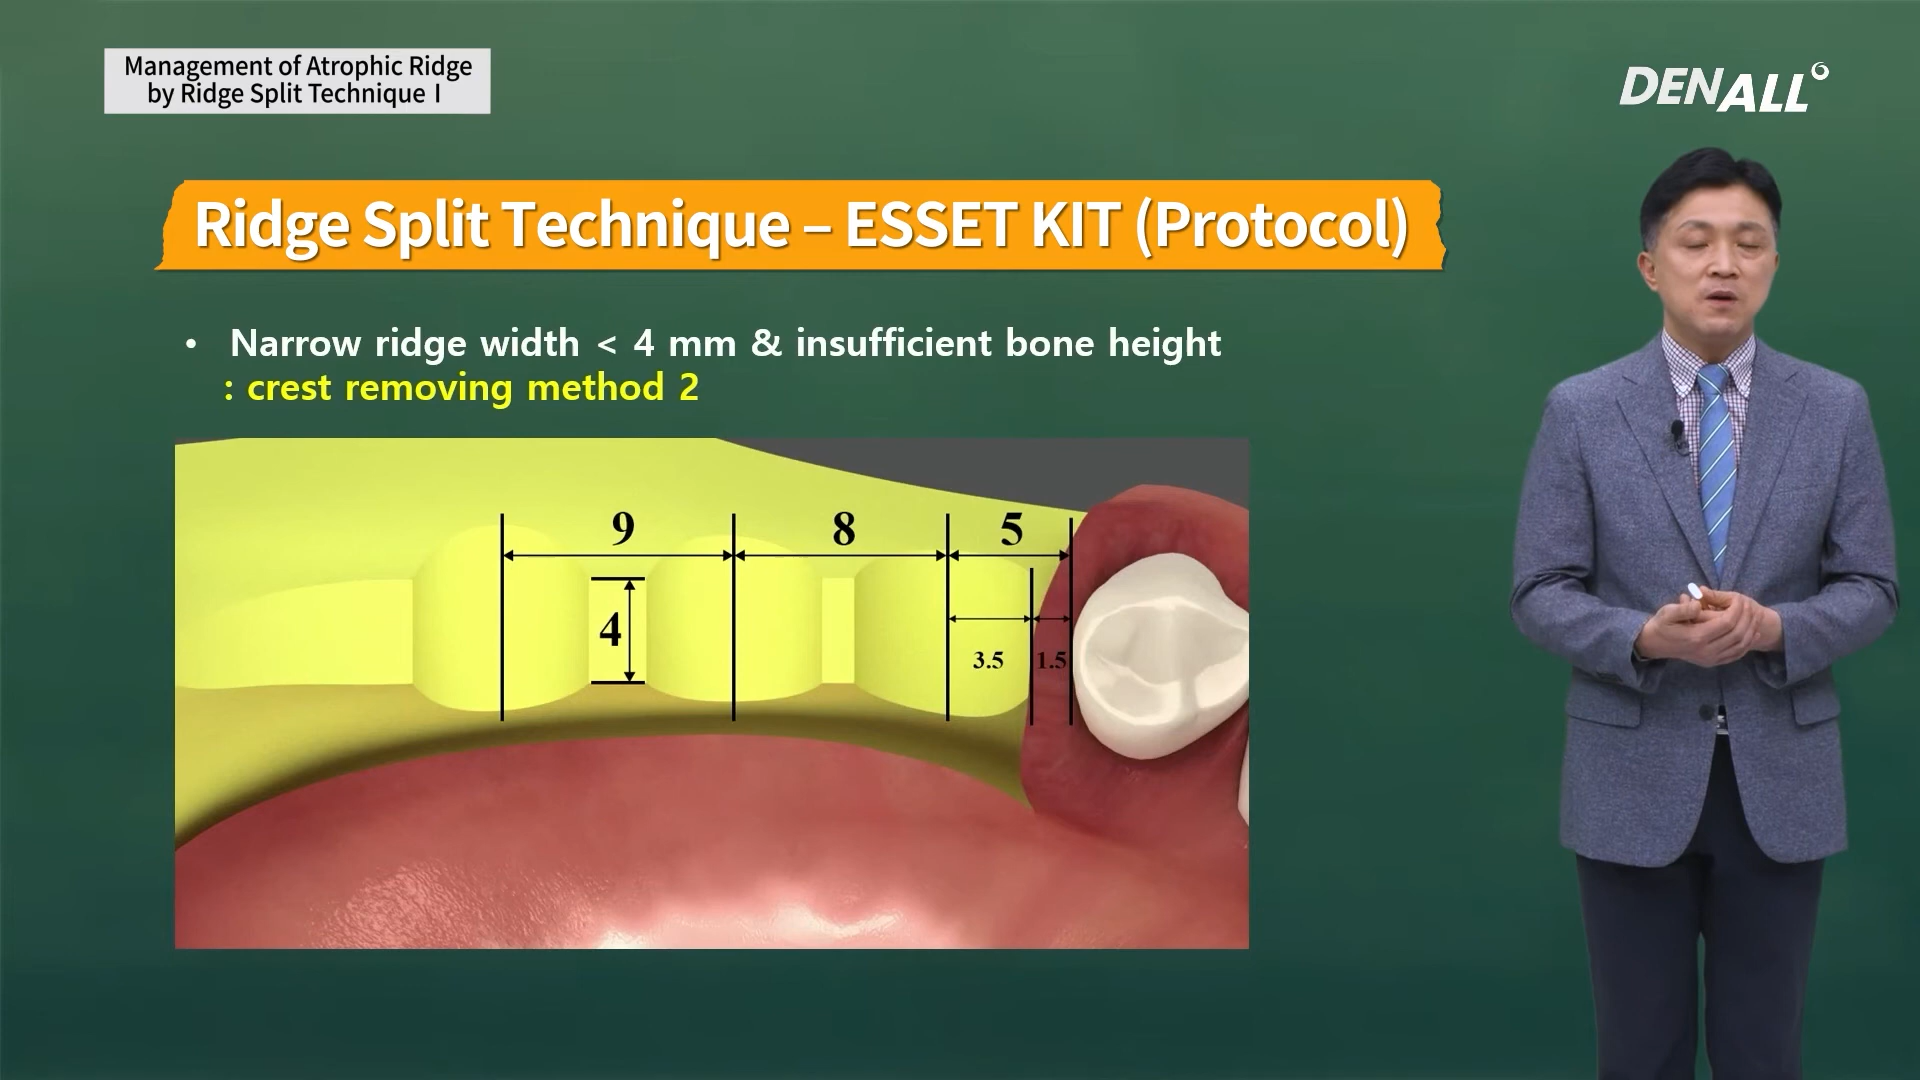 Management of Atrophic Ridge
by Ridge Split Technique I
DENALL
Ridge Split Technique – ESSET KIT (Protocol)
• Narrow ridge width < 4 mm & insufficient bone height
: crest removing method 2
9 8 5
4
3.5 1.5